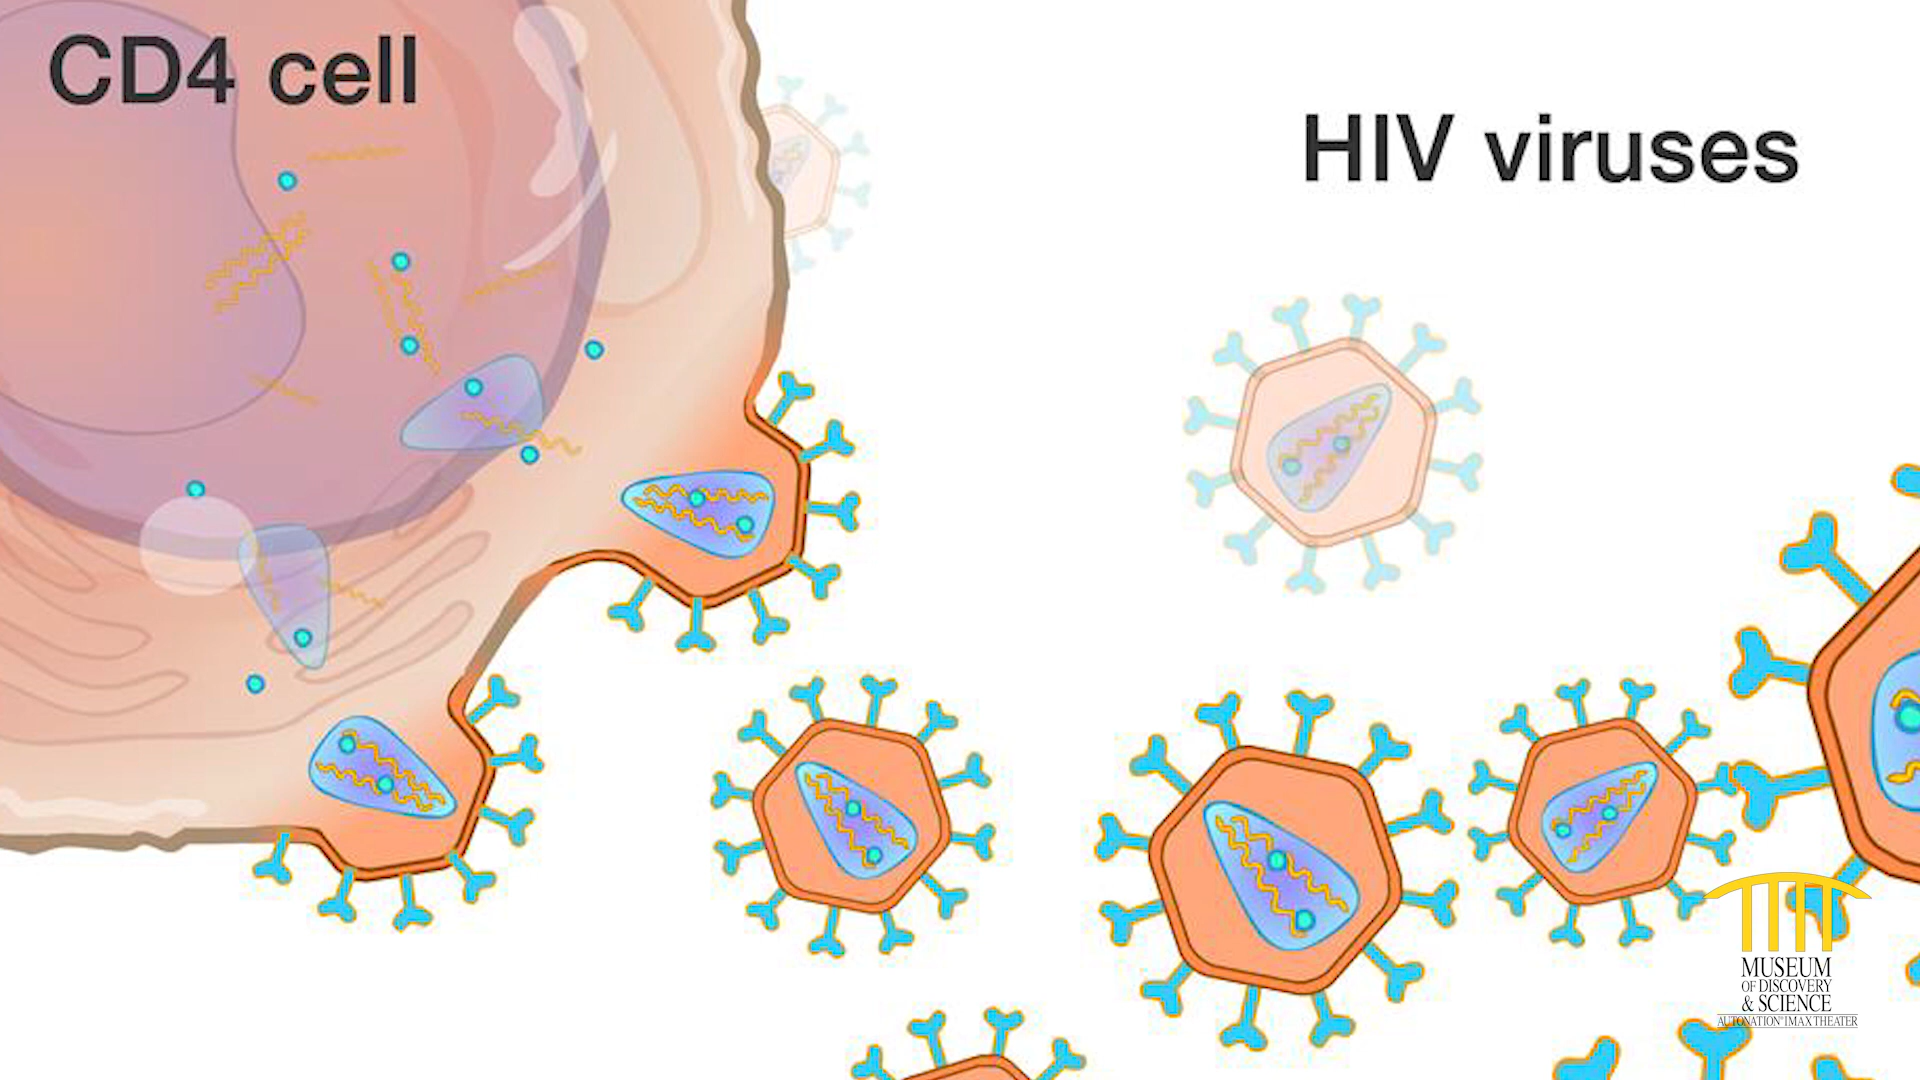 CD4 cell
HIV viruses
MUSEUM
OF DISCOVERY
& SCIENCE
AUTONATION® IMAX THEATER